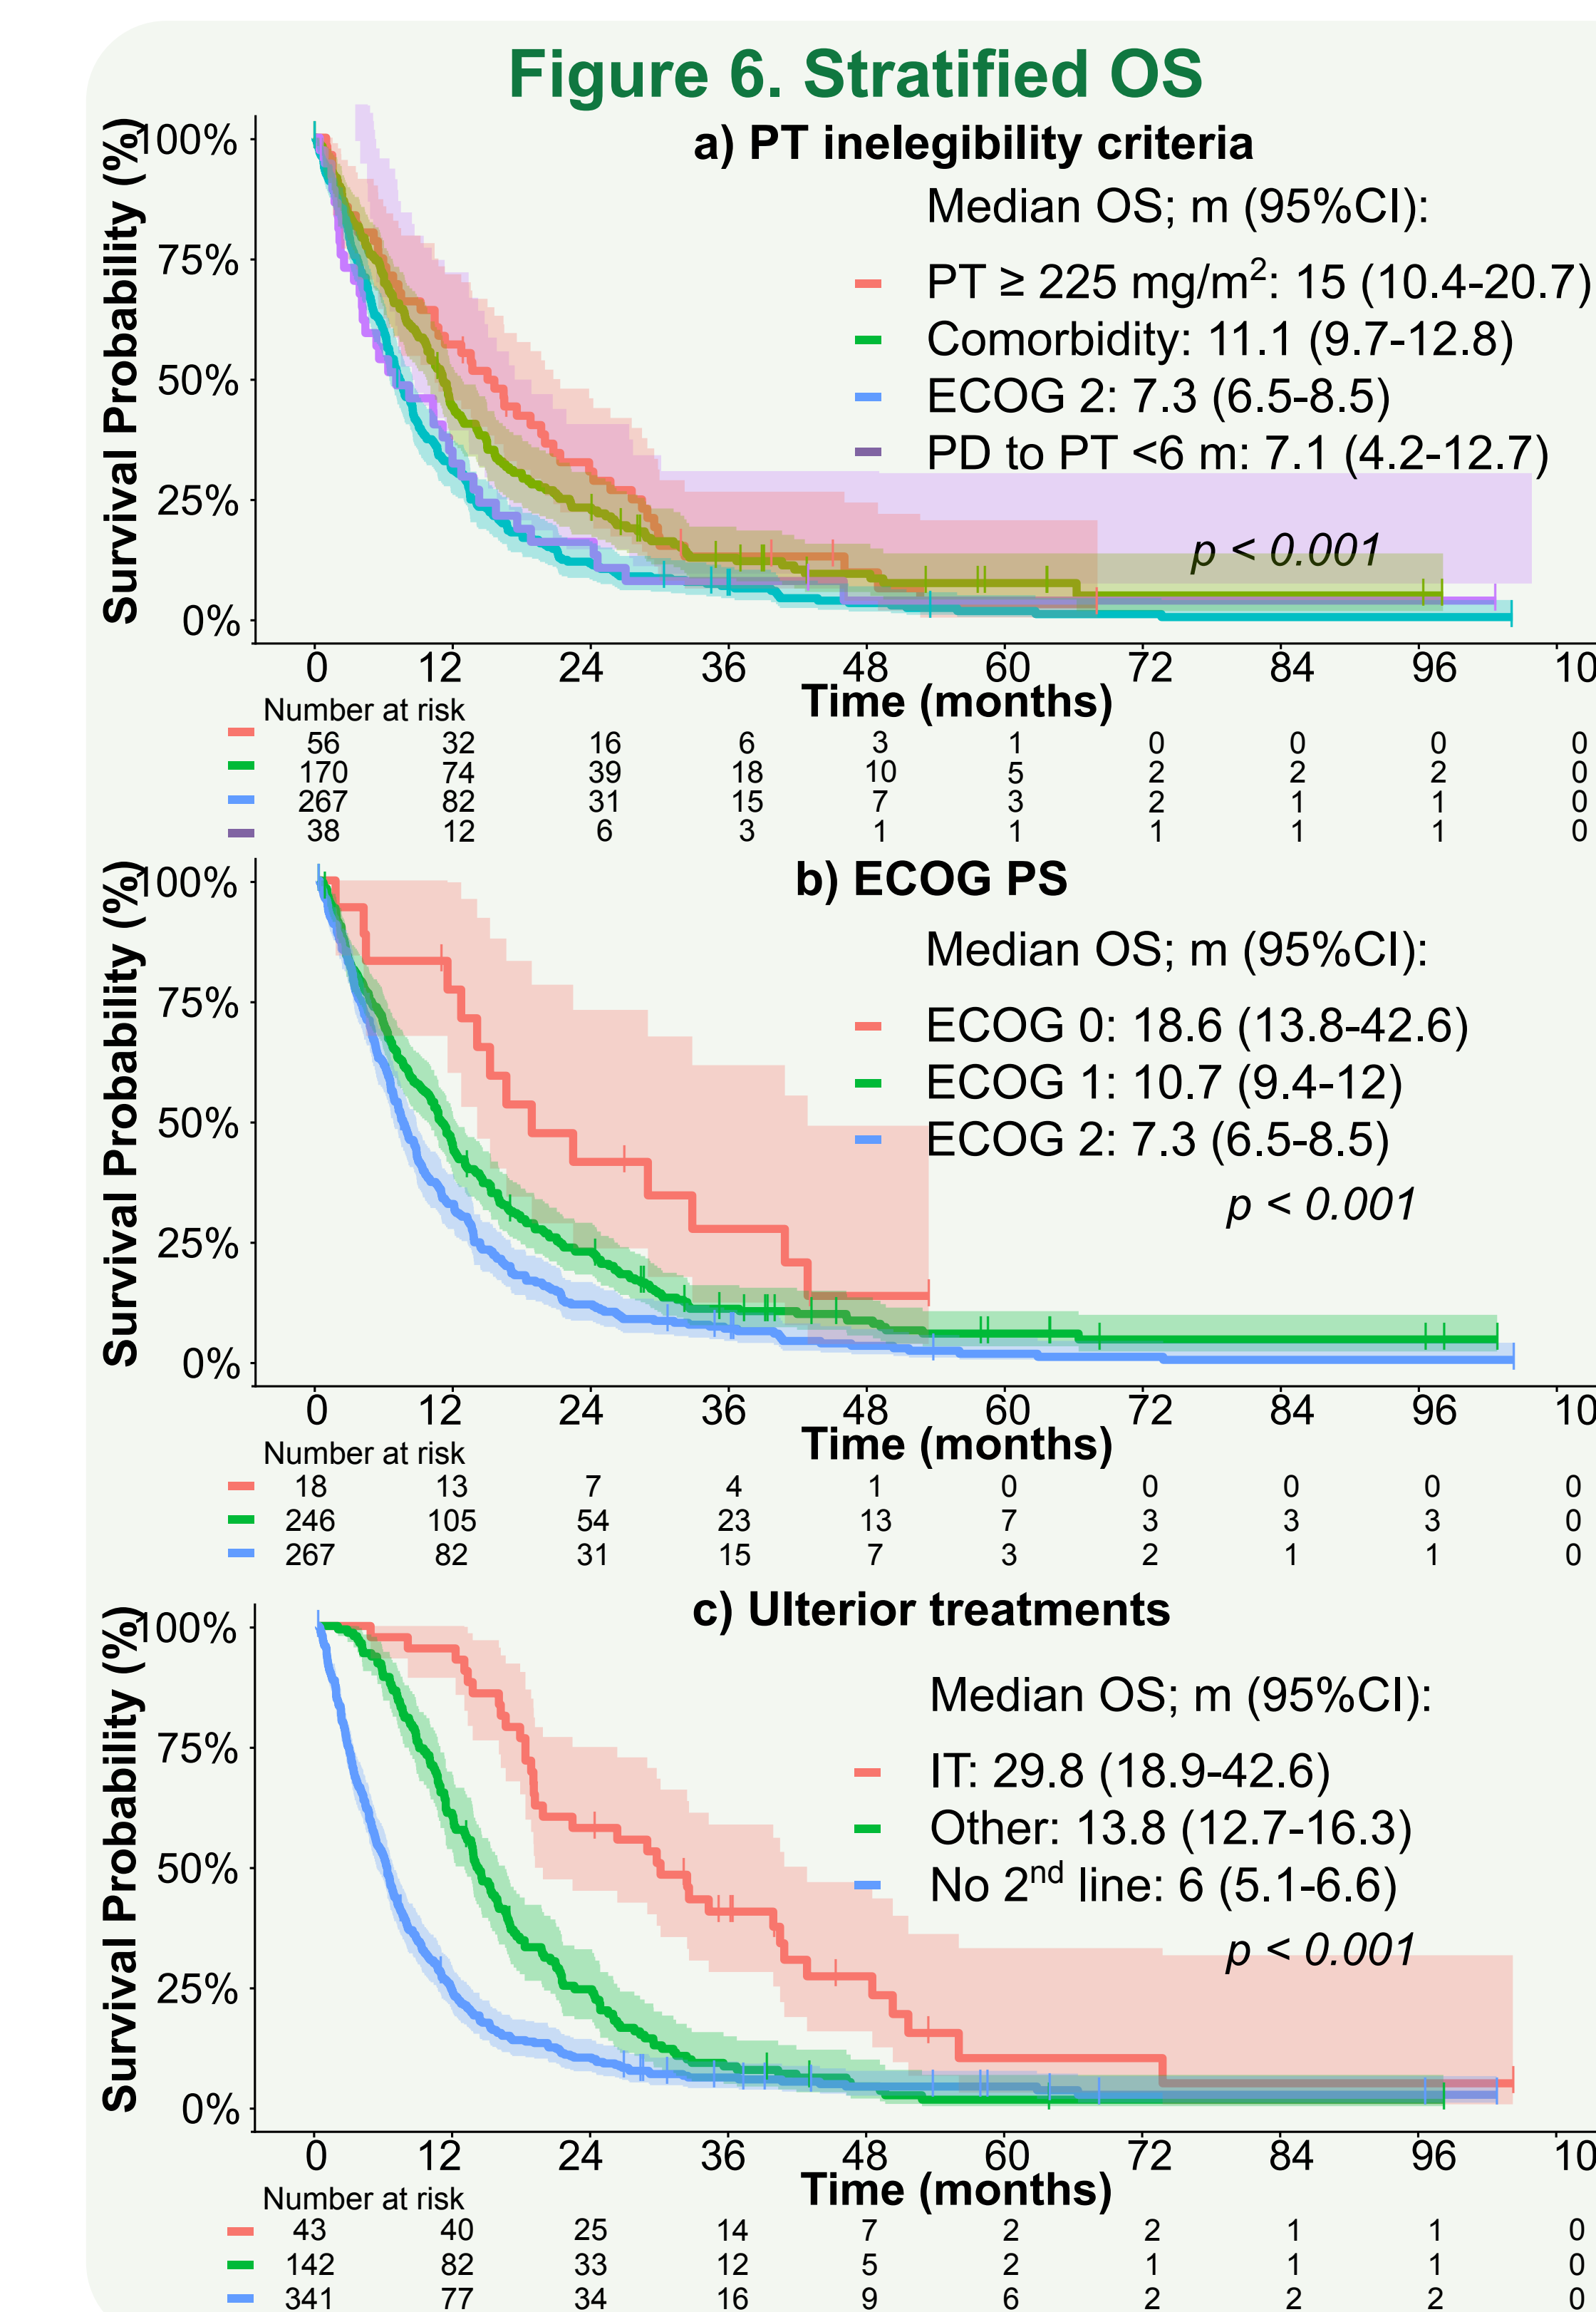 Figure 6. Stratified OS
a) PT inelegibility criteria
Survival Probability (%)
100%
75%
50%
25%
0%
Median OS; m (95%CI):
PT ≥ 225 mg/m²: 15 (10.4-20.7)
Comorbidity: 11.1 (9.7-12.8)
ECOG 2: 7.3 (6.5-8.5)
PD to PT <6 m: 7.1 (4.2-12.7)
p < 0.001
0 12 24 36 48 60 72 84 96 10
Time (months)
Number at risk
56 32 16 6 3 1 0 0 0 0
170 74 39 18 10 5 2 2 2 0
267 82 31 15 7 3 2 1 1 0
38 12 6 3 1 1 1 1 1 0
b) ECOG PS
Survival Probability (%)
100%
75%
50%
25%
0%
Median OS; m (95%CI):
ECOG 0: 18.6 (13.8-42.6)
ECOG 1: 10.7 (9.4-12)
ECOG 2: 7.3 (6.5-8.5)
p < 0.001
0 12 24 36 48 60 72 84 96 10
Time (months)
Number at risk
18 13 7 4 1 0 0 0 0 0
246 105 54 23 13 7 3 3 3 0
267 82 31 15 7 3 2 1 1 0
c) Ulterior treatments
Survival Probability (%)
100%
75%
50%
25%
0%
Median OS; m (95%CI):
IT: 29.8 (18.9-42.6)
Other: 13.8 (12.7-16.3)
No 2nd line: 6 (5.1-6.6)
p < 0.001
0 12 24 36 48 60 72 84 96 10
Time (months)
Number at risk
43 40 25 14 7 2 2 1 1 0
142 82 33 12 5 2 1 1 1 0
341 77 34 16 9 6 2 2 2 0